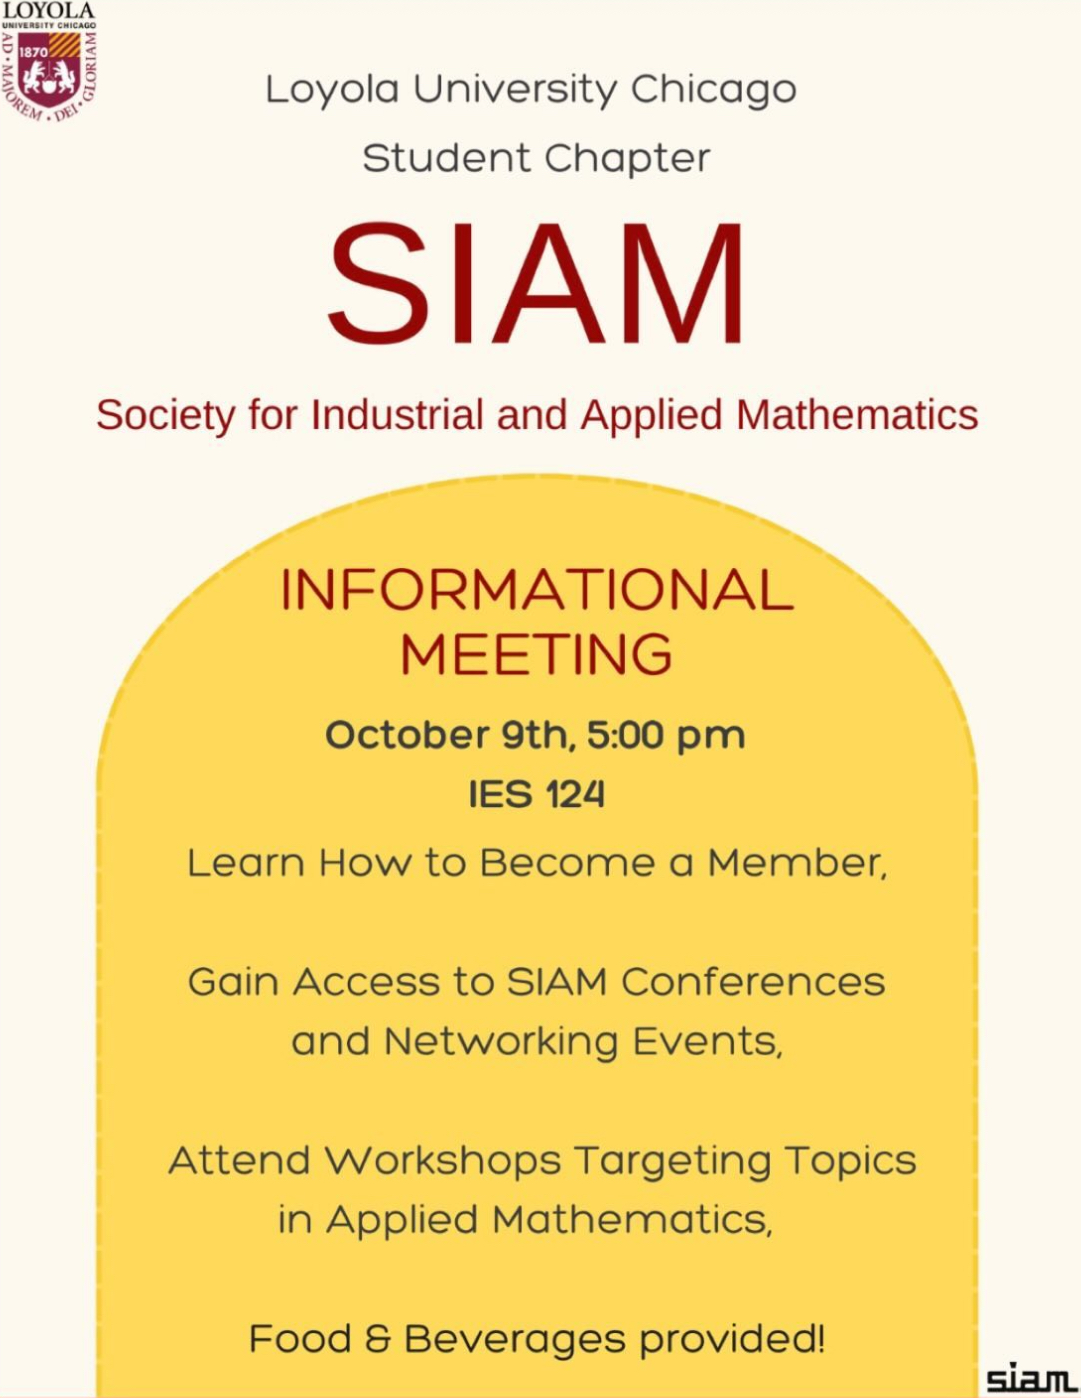 LOYOLA
UNIVERSITY CHICAGO
1870
AD • MAJOREM • DEI • GLORIAM
Loyola University Chicago
Student Chapter
SIAM
Society for Industrial and Applied Mathematics
INFORMATIONAL
MEETING
October 9th, 5:00 pm
IES 124
Learn How to Become a Member,
Gain Access to SIAM Conferences
and Networking Events,
Attend Workshops Targeting Topics
in Applied Mathematics,
Food & Beverages provided!
siam